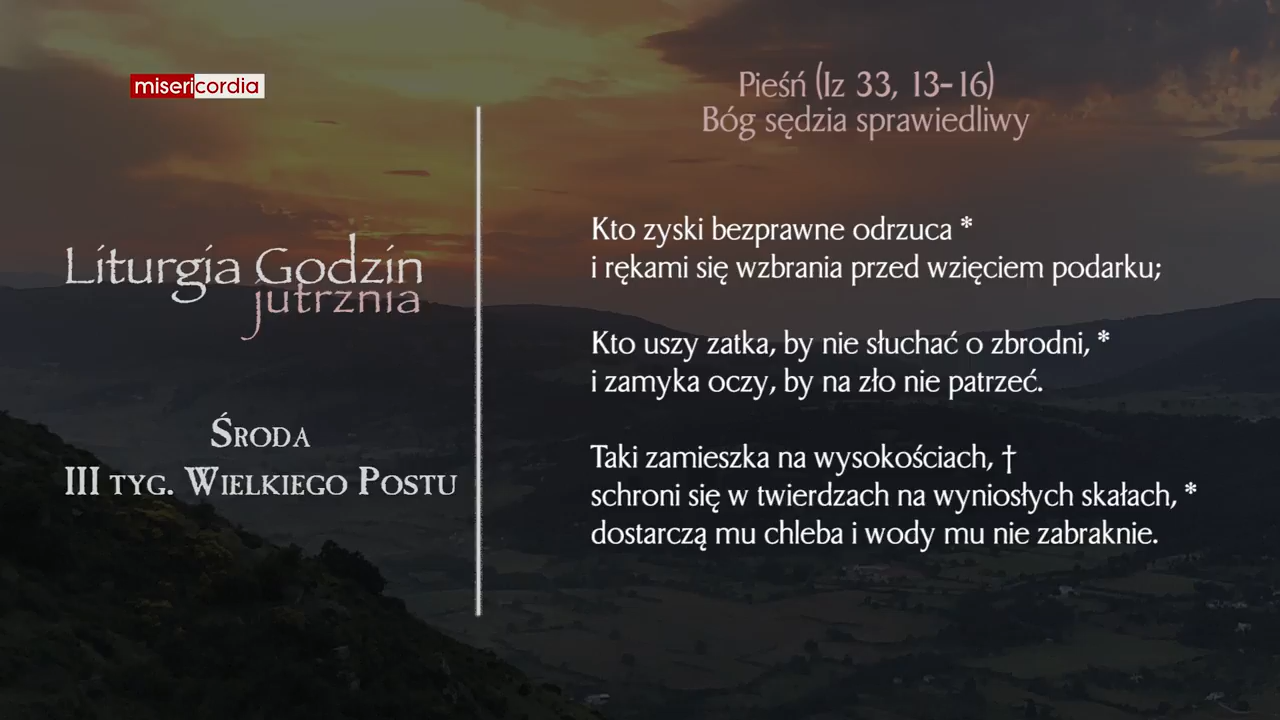 misericordia
Liturgia Godzin
jutrznia
Środa
III tyg. Wielkiego Postu
Pieśń (Iz 33, 13-16)
Bóg sędzia sprawiedliwy
Kto zyski bezprawne odrzuca *
i rękami się wzbrania przed wzięciem podarku;
Kto uszy zatka, by nie słuchać o zbrodni, *
i zamyka oczy, by na zło nie patrzeć.
Taki zamieszka na wysokościach, †
schroni się w twierdzach na wyniosłych skałach, *
dostarczą mu chleba i wody mu nie zabraknie.